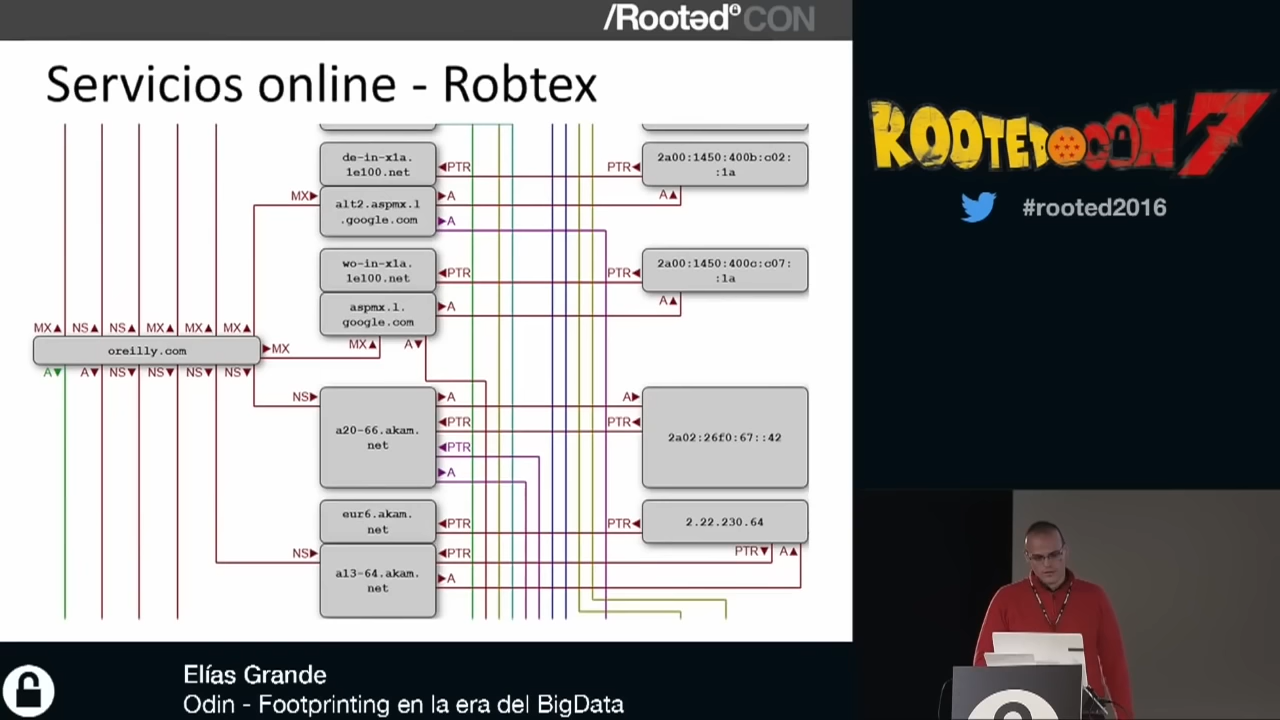 /Rootəd CON
Servicios online - Robtex
de-in-x1a.
1e100.net
PTR
PTR
2a00:1450:400b:c02:
:1a
MX
alt2.aspmx.l
.google.com
A
A
A
wo-in-x1a.
1e100.net
PTR
PTR
2a00:1450:400c:c07:
:1a
aspmx.l.
google.com
A
A
MX NS NS MX MX MX
oreilly.com
MX
MX
A
A A NS NS NS NS
NS
a20-66.akam.
net
A
PTR
PTR
A
A
PTR
2a02:26f0:67::42
eur6.akam.
net
PTR
PTR
2.22.230.64
NS
a13-64.akam.
net
PTR
A
PTR A
ROOTEDCON 7
#rooted2016
Elías Grande
Odin - Footprinting en la era del BigData